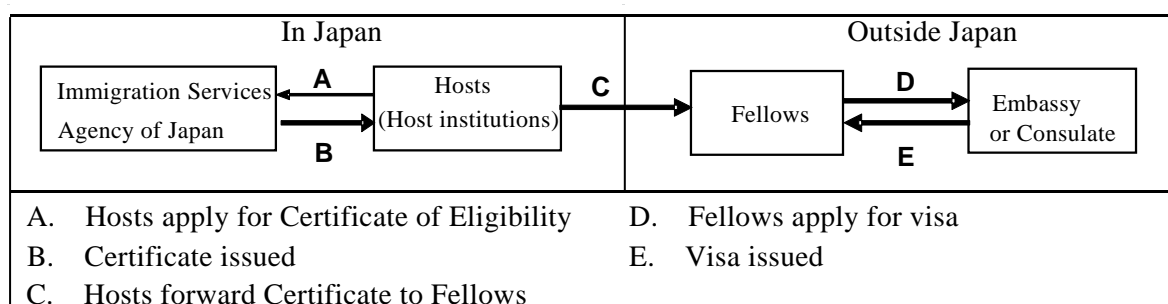 In Japan
Outside Japan
A
Immigration Services
Agency of Japan
B
Hosts
(Host institutions)
C
Fellows
D
E
Embassy
or Consulate
A. Hosts apply for Certificate of Eligibility
B. Certificate issued
C. Hosts forward Certificate to Fellows
D. Fellows apply for visa
E. Visa issued